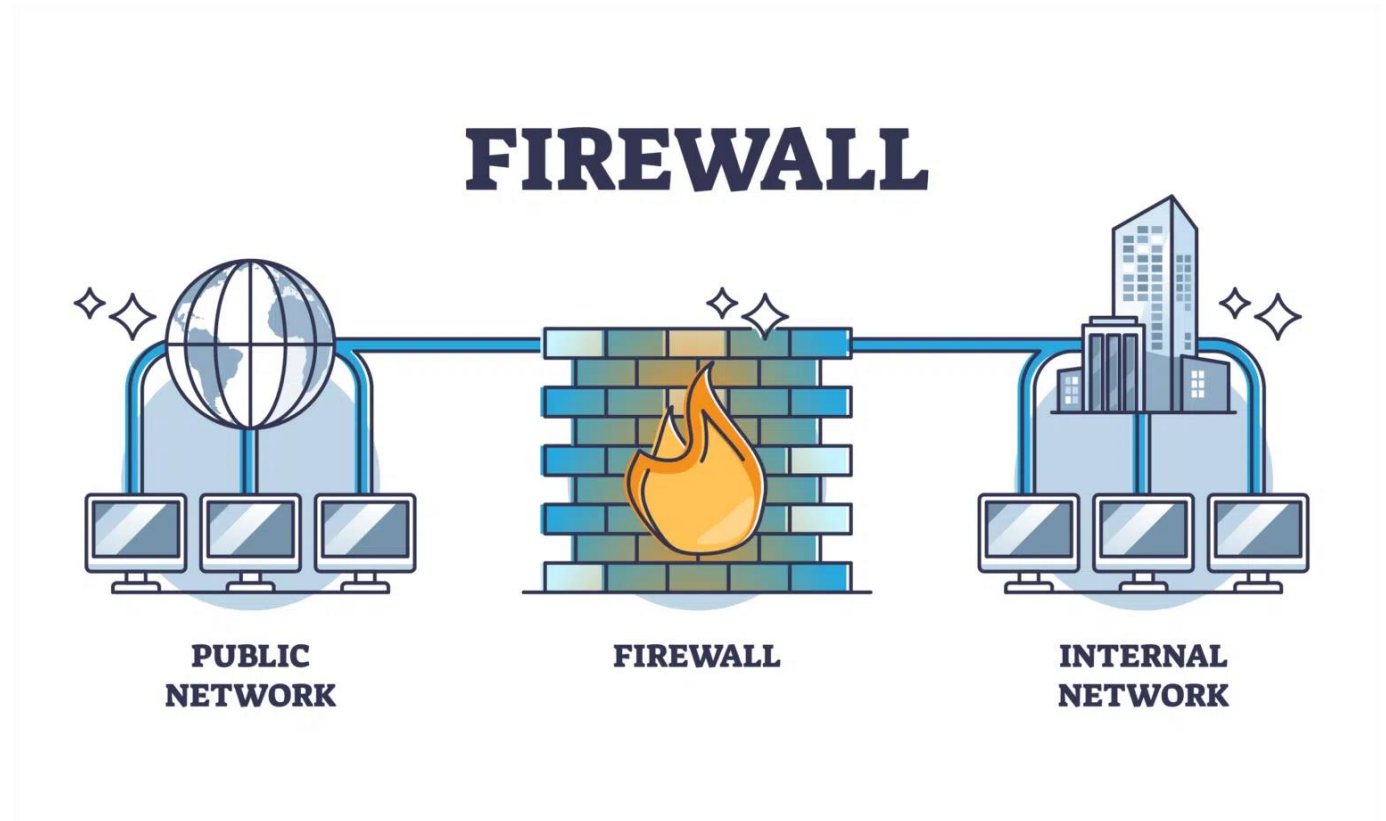 FIREWALL
PUBLIC
NETWORK
FIREWALL
INTERNAL
NETWORK